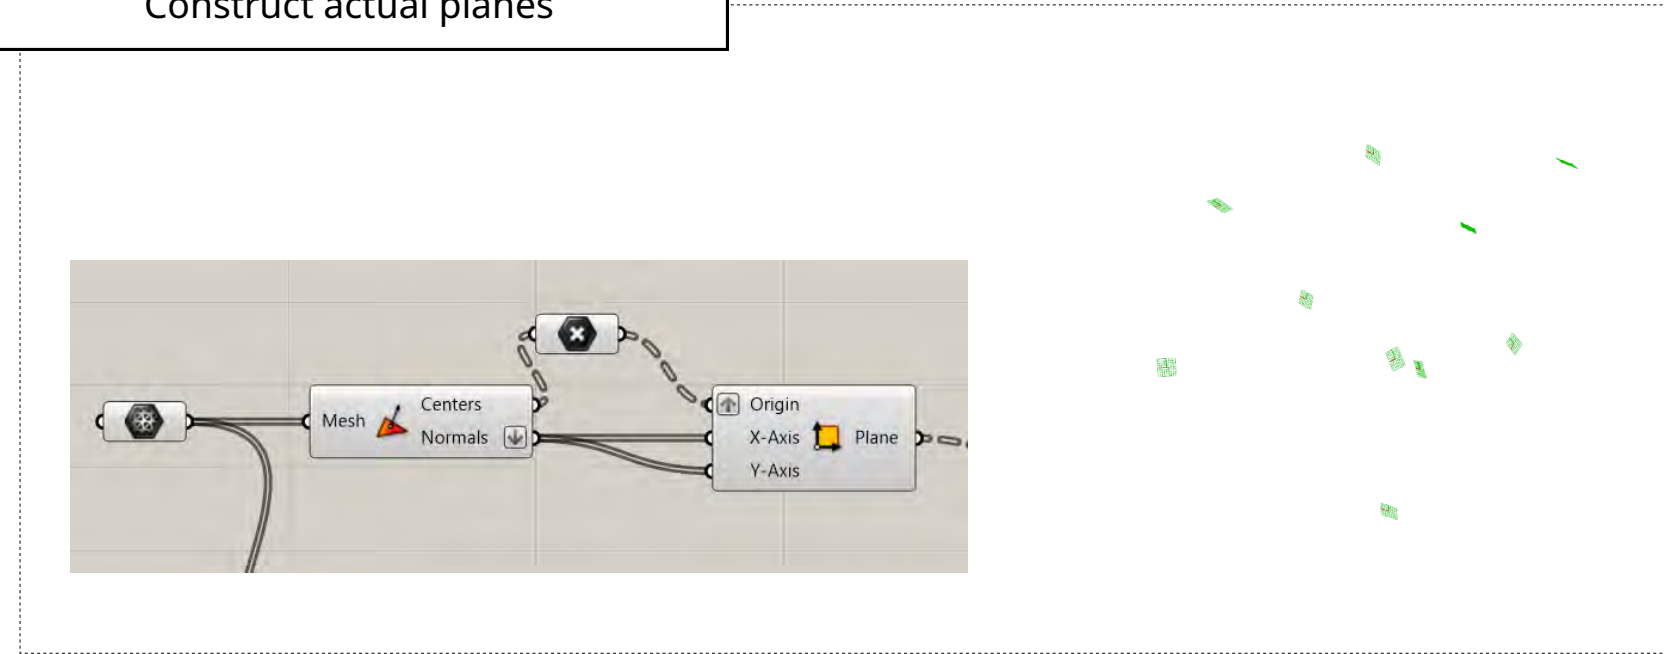 Construct actual planes
Mesh
Centers
Normals
Origin
X-Axis
Y-Axis
Plane